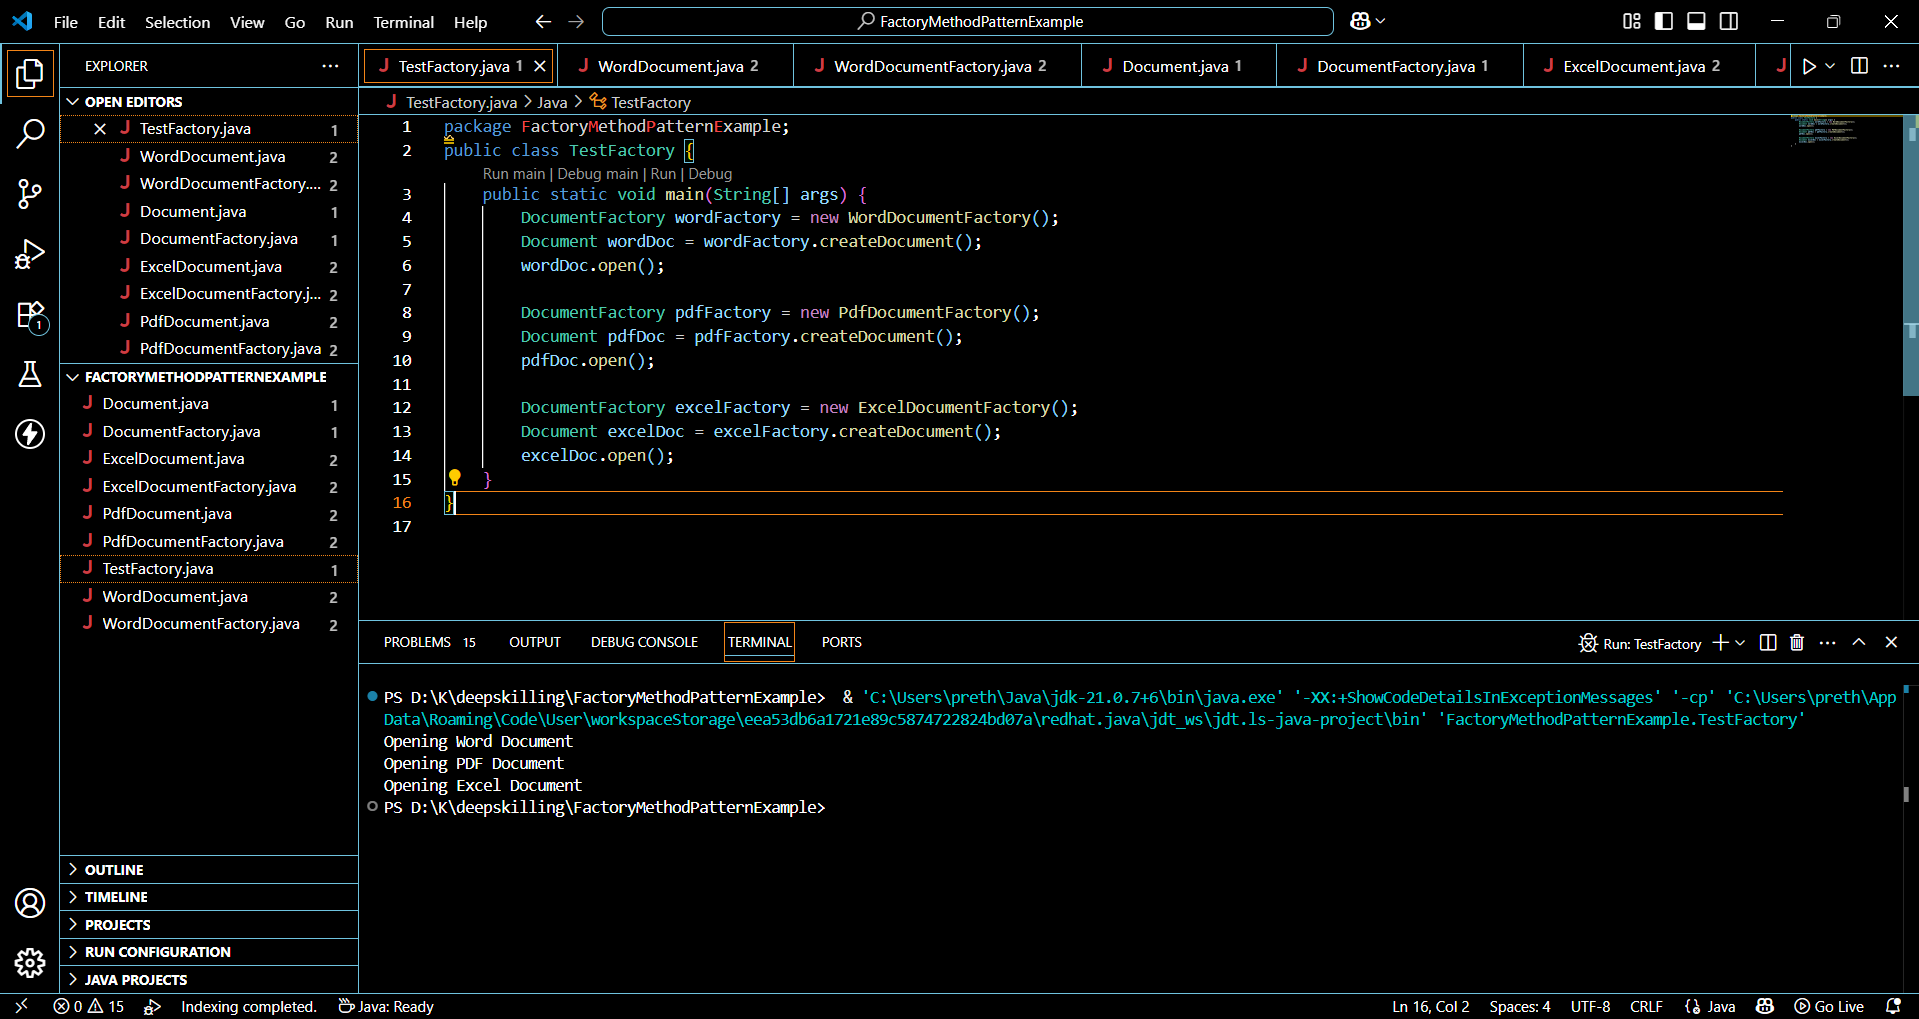 File Edit Selection View Go Run Terminal Help
FactoryMethodPatternExample
EXPLORER
OPEN EDITORS
TestFactory.java 1
WordDocument.java 2
WordDocumentFactory.... 2
Document.java 1
DocumentFactory.java 1
ExcelDocument.java 2
ExcelDocumentFactory.j... 2
PdfDocument.java 2
PdfDocumentFactory.java 2
FACTORYMETHODPATTERNEXAMPLE
Document.java 1
DocumentFactory.java 1
ExcelDocument.java 2
ExcelDocumentFactory.java 2
PdfDocument.java 2
PdfDocumentFactory.java 2
TestFactory.java 1
WordDocument.java 2
WordDocumentFactory.java 2
OUTLINE
TIMELINE
PROJECTS
RUN CONFIGURATION
JAVA PROJECTS
1
TestFactory.java 1 WordDocument.java 2 WordDocumentFactory.java 2 Document.java 1 DocumentFactory.java 1 ExcelDocument.java 2
TestFactory.java > Java > TestFactory
1 package FactoryMethodPatternExample;
2 public class TestFactory {
Run main | Debug main | Run | Debug
3 public static void main(String[] args) {
4 DocumentFactory wordFactory = new WordDocumentFactory();
5 Document wordDoc = wordFactory.createDocument();
6 wordDoc.open();
7
8 DocumentFactory pdfFactory = new PdfDocumentFactory();
9 Document pdfDoc = pdfFactory.createDocument();
10 pdfDoc.open();
11
12 DocumentFactory excelFactory = new ExcelDocumentFactory();
13 Document excelDoc = excelFactory.createDocument();
14 excelDoc.open();
15 }
16 }
17
PROBLEMS 15 OUTPUT DEBUG CONSOLE TERMINAL PORTS
Run: TestFactory
PS D:\K\deepskilling\FactoryMethodPatternExample> & 'C:\Users\preth\Java\jdk-21.0.7+6\bin\java.exe' '-XX:+ShowCodeDetailsInExceptionMessages' '-cp' 'C:\Users\preth\App
Data\Roaming\Code\User\workspaceStorage\eea53db6a1721e89c5874722824bd07a\redhat.java\jdt_ws\jdt.ls-java-project\bin' 'FactoryMethodPatternExample.TestFactory'
Opening Word Document
Opening PDF Document
Opening Excel Document
PS D:\K\deepskilling\FactoryMethodPatternExample>
0 15 Indexing completed. Java: Ready
Ln 16, Col 2 Spaces: 4 UTF-8 CRLF {} Java Go Live